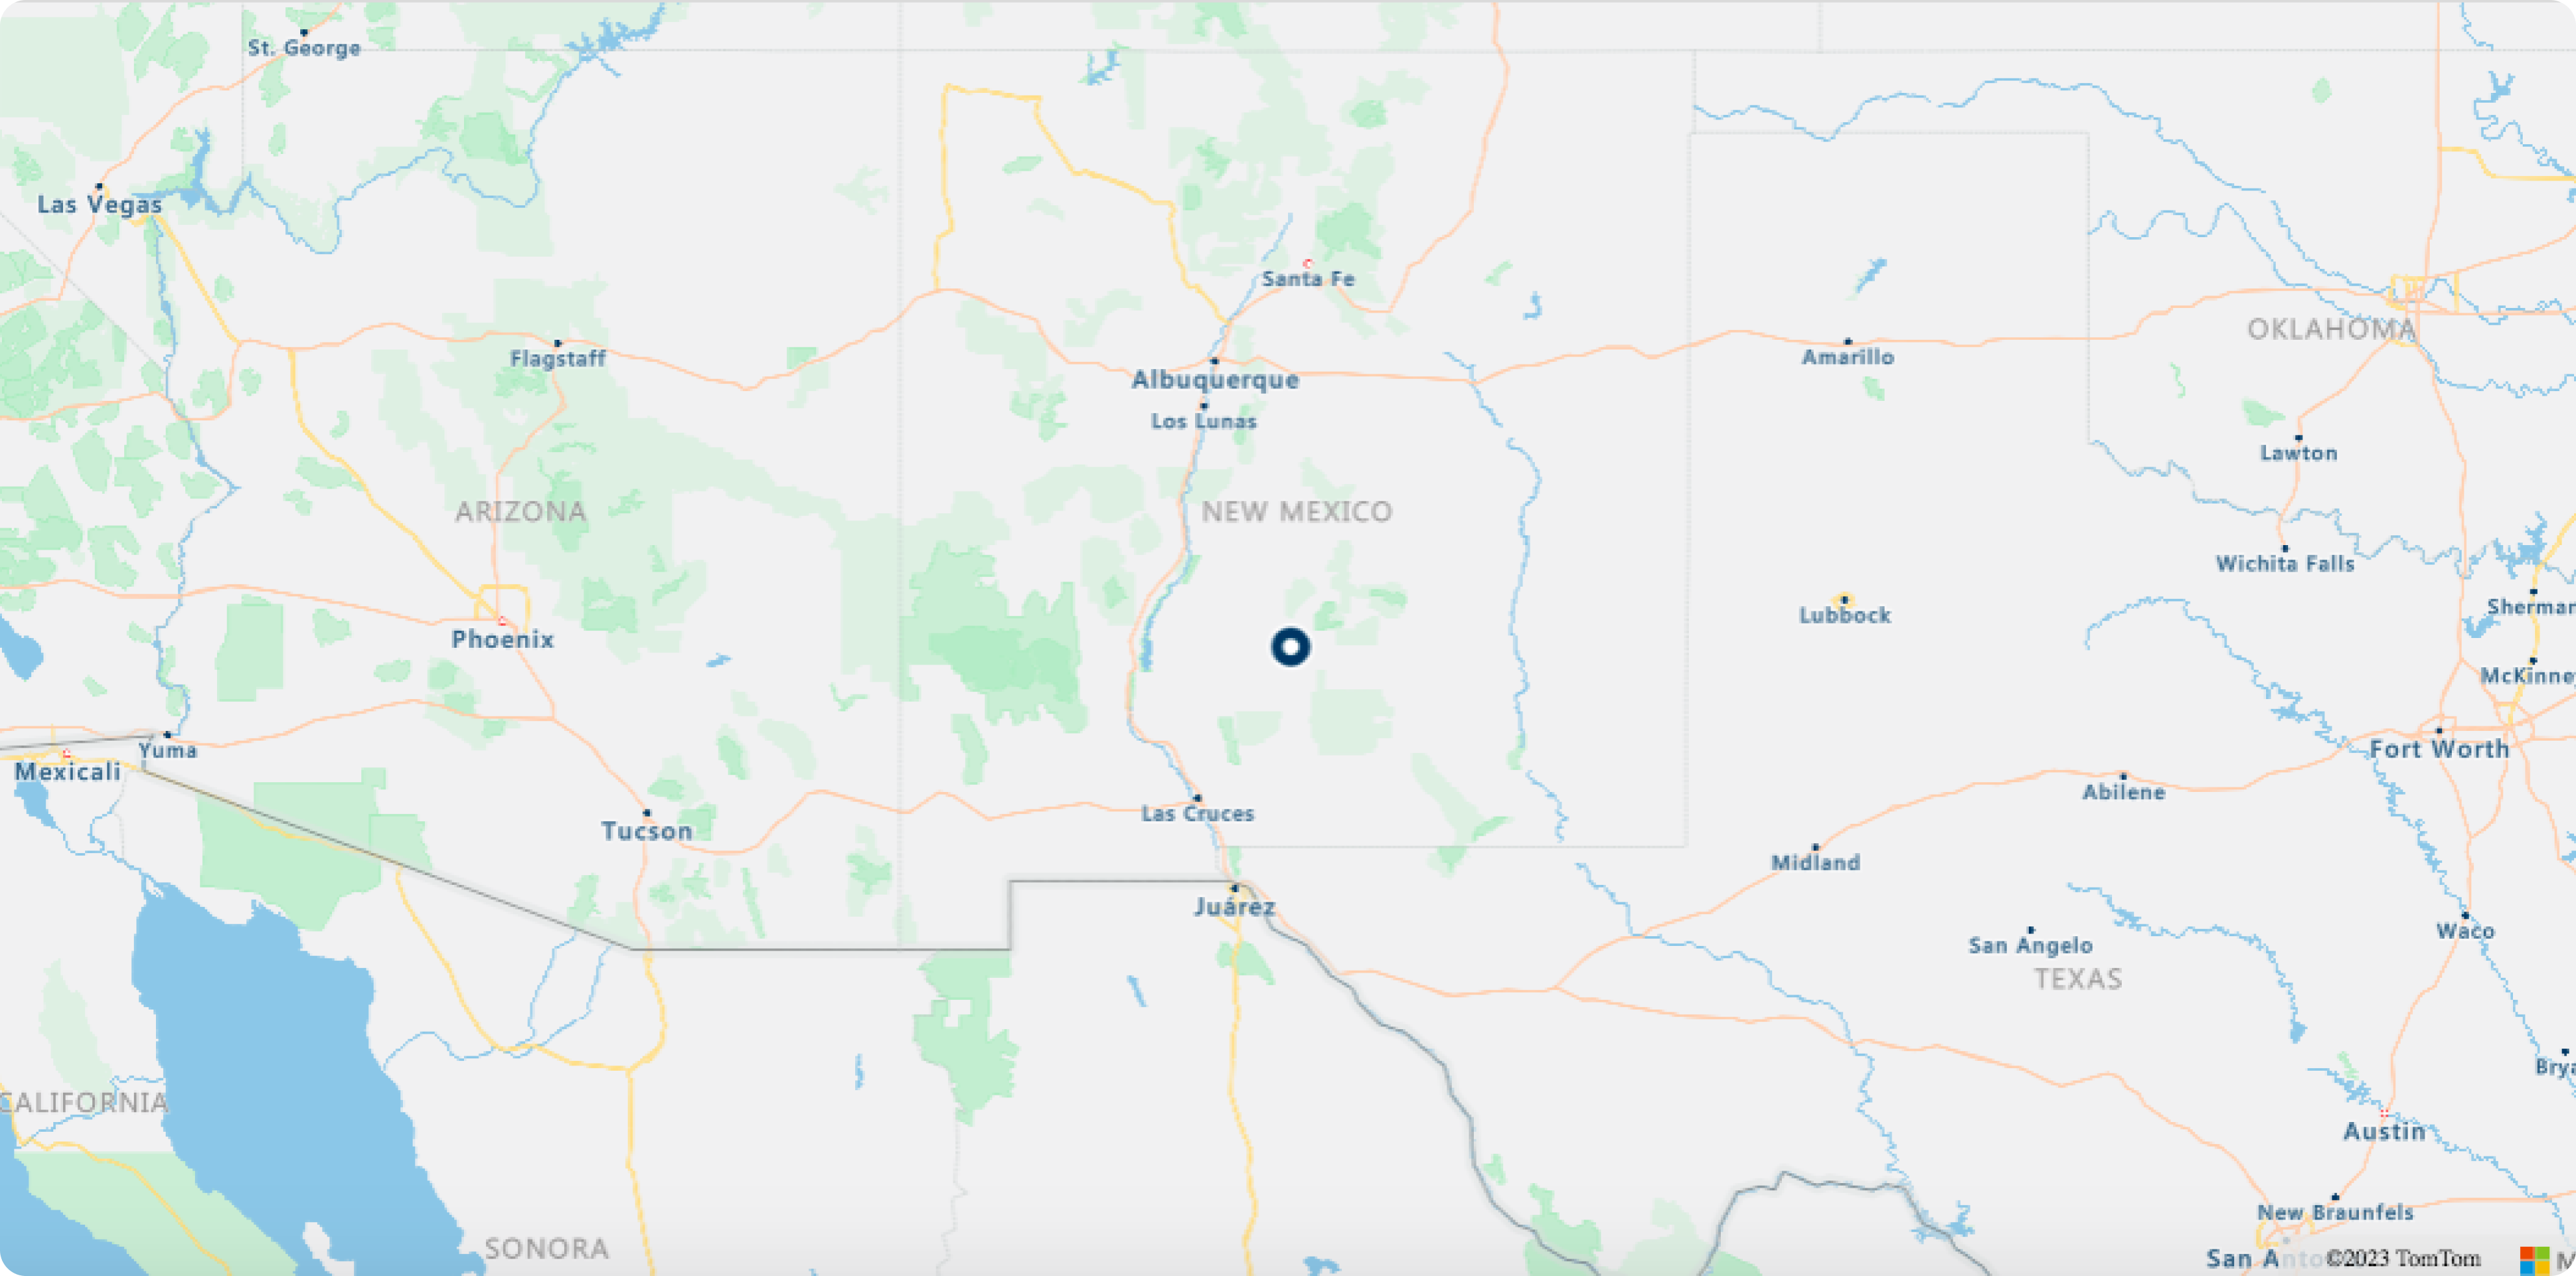 St. George
Las Vegas
Santa Fe
OKLAHOMA
Flagstaff
Amarillo
Albuquerque
Los Lunas
Lawton
ARIZONA
NEW MEXICO
Wichita Falls
Sherman
Lubbock
Phoenix
McKinne
Yuma
Fort Worth
Mexicali
Abilene
Las Cruces
Tucson
Midland
Juárez
Waco
San Angelo
TEXAS
Brya
CALIFORNIA
Austin
New Braunfels
SONORA
San Anto
©2023 TomTom
M